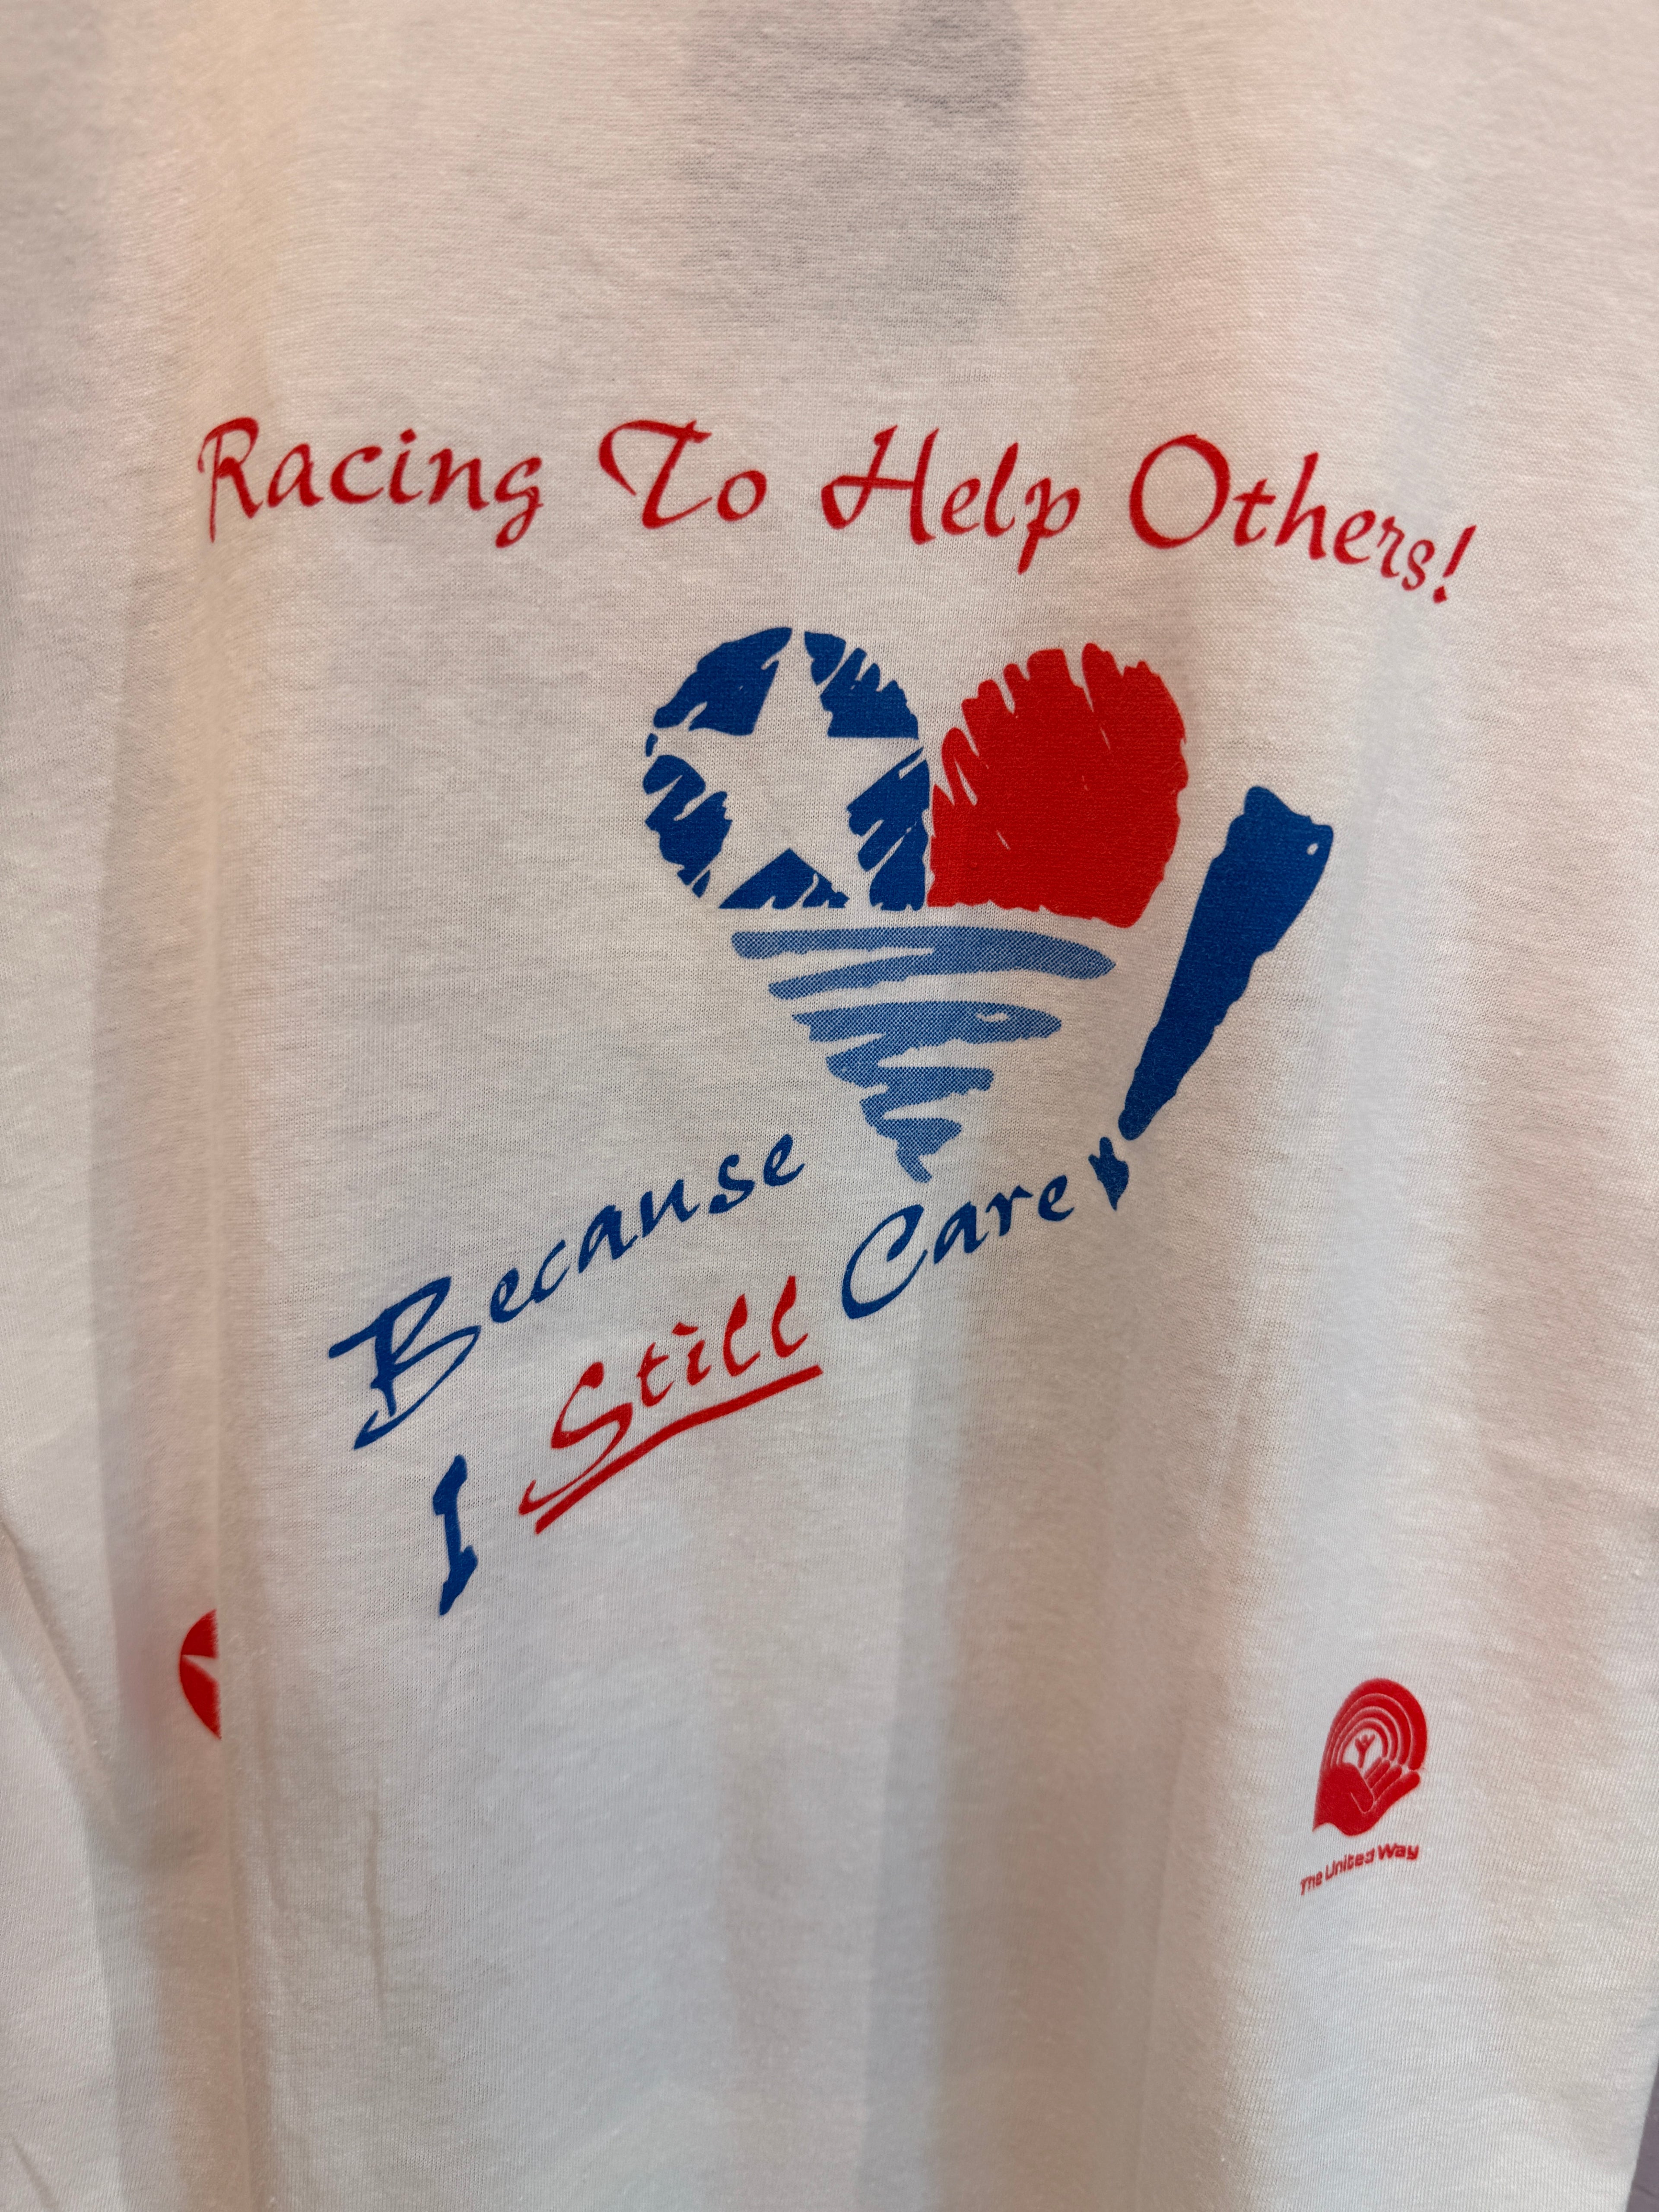 Racing To Help Others!
Because
I Still Care!
The United Way